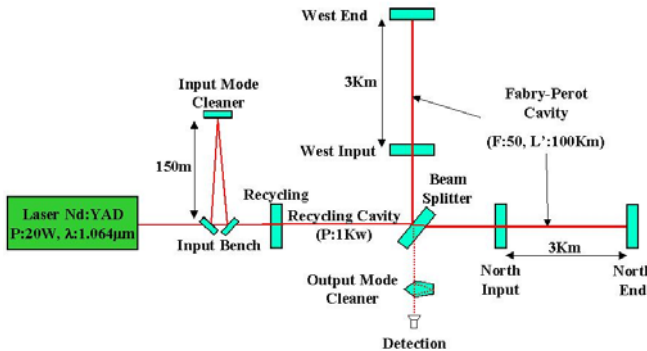 West End
Input Mode
Cleaner
3Km
Fabry-Perot
Cavity
(F:50, L':100Km)
150m
West Input
Beam
Splitter
Recycling
Laser Nd:YAD
P:20W, λ:1.064µm
Input Bench
Recycling Cavity
(P:1Kw)
3Km
North
Input
North
End
Output Mode
Cleaner
Detection